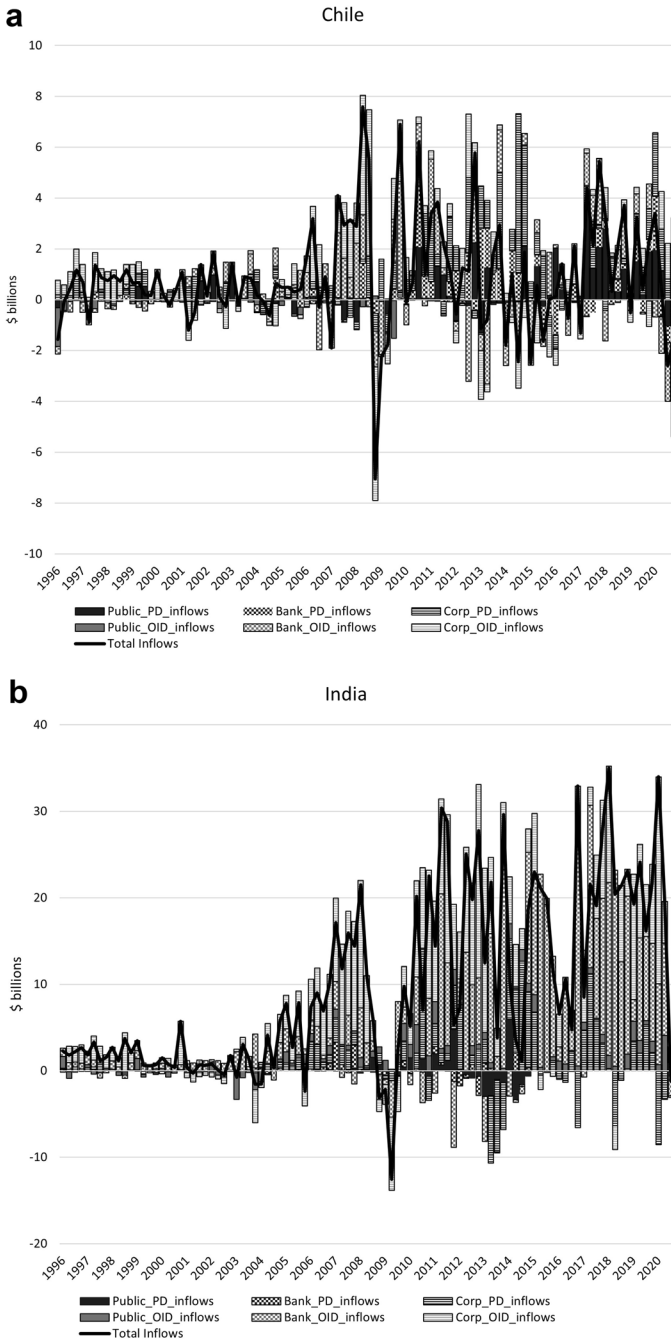 a
Chile
10
8
6
4
2
0
-2
-4
-6
-8
-10
$ billions
1996 1997 1998 1999 2000 2001 2002 2003 2004 2005 2006 2007 2008 2009 2010 2011 2012 2013 2014 2015 2016 2017 2018 2019 2020
Public_PD_inflows Bank_PD_inflows Corp_PD_inflows
Public_OID_inflows Bank_OID_inflows Corp_OID_inflows
Total Inflows
b
India
40
30
20
10
0
-10
-20
$ billions
1996 1997 1998 1999 2000 2001 2002 2003 2004 2005 2006 2007 2008 2009 2010 2011 2012 2013 2014 2015 2016 2017 2018 2019 2020
Public_PD_inflows Bank_PD_inflows Corp_PD_inflows
Public_OID_inflows Bank_OID_inflows Corp_OID_inflows
Total Inflows